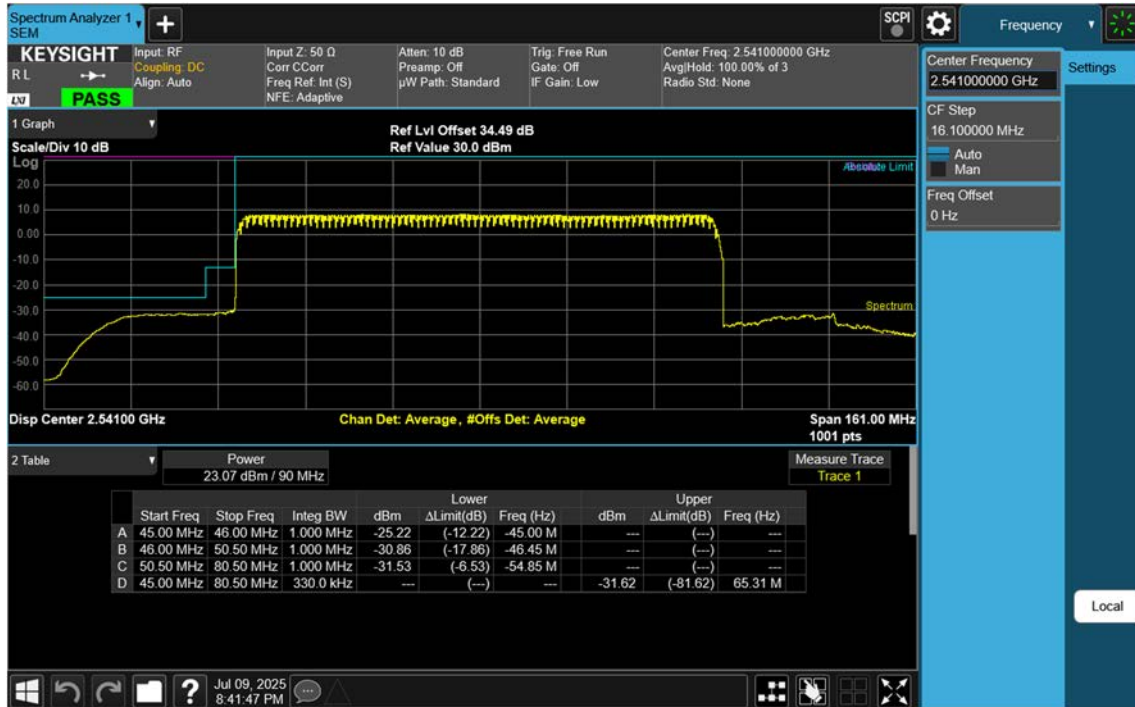 Spectrum Analyzer 1
SEM
SCPI
Frequency
KEYSIGHT
R L
LXI
PASS
Input: RF
Coupling: DC
Align: Auto
Input Z: 50 Ω
Corr CCorr
Freq Ref: Int (S)
NFE: Adaptive
Atten: 10 dB
Preamp: Off
µW Path: Standard
Trig: Free Run
Gate: Off
IF Gain: Low
Center Freq: 2.541000000 GHz
Avg|Hold: 100.00% of 3
Radio Std: None
Center Frequency
2.541000000 GHz
Settings
CF Step
16.100000 MHz
Auto
Man
Freq Offset
0 Hz
1 Graph
Scale/Div 10 dB
Ref Lvl Offset 34.49 dB
Ref Value 30.0 dBm
Log
Absolute Limit
20.0
10.0
0.00
-10.0
-20.0
-30.0
Spectrum
-40.0
-50.0
-60.0
Disp Center 2.54100 GHz
Chan Det: Average, #Offs Det: Average
Span 161.00 MHz
1001 pts
2 Table
Power
23.07 dBm / 90 MHz
Measure Trace
Trace 1
Lower Upper
Start Freq Stop Freq Integ BW dBm ΔLimit(dB) Freq (Hz) dBm ΔLimit(dB) Freq (Hz)
A 45.00 MHz 46.00 MHz 1.000 MHz -25.22 (-12.22) -45.00 M --- (---) ---
B 46.00 MHz 50.50 MHz 1.000 MHz -30.86 (-17.86) -46.45 M --- (---) ---
C 50.50 MHz 80.50 MHz 1.000 MHz -31.53 (-6.53) -54.85 M --- (---) ---
D 45.00 MHz 80.50 MHz 330.0 kHz --- (---) --- -31.62 (-81.62) 65.31 M
Local
?
Jul 09, 2025
8:41:47 PM